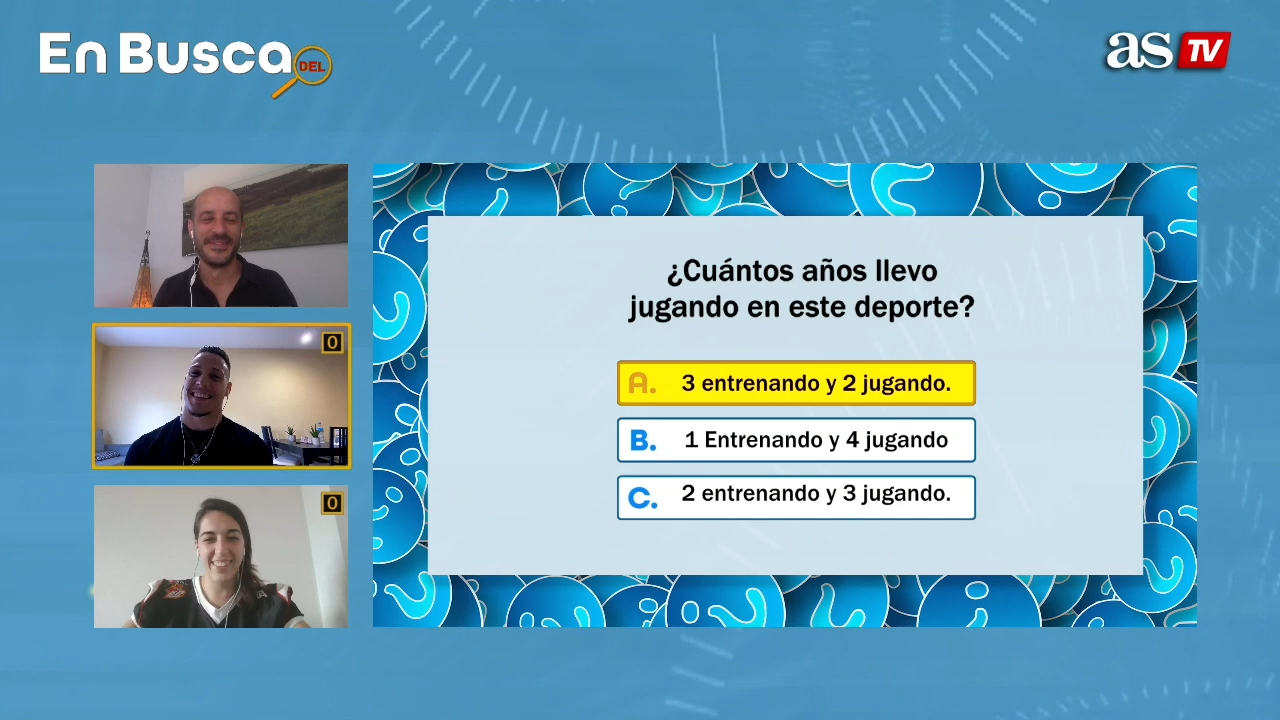 En Busca DEL
as TV
0
0
¿Cuántos años llevo
jugando en este deporte?
A. 3 entrenando y 2 jugando.
B. 1 Entrenando y 4 jugando
C. 2 entrenando y 3 jugando.